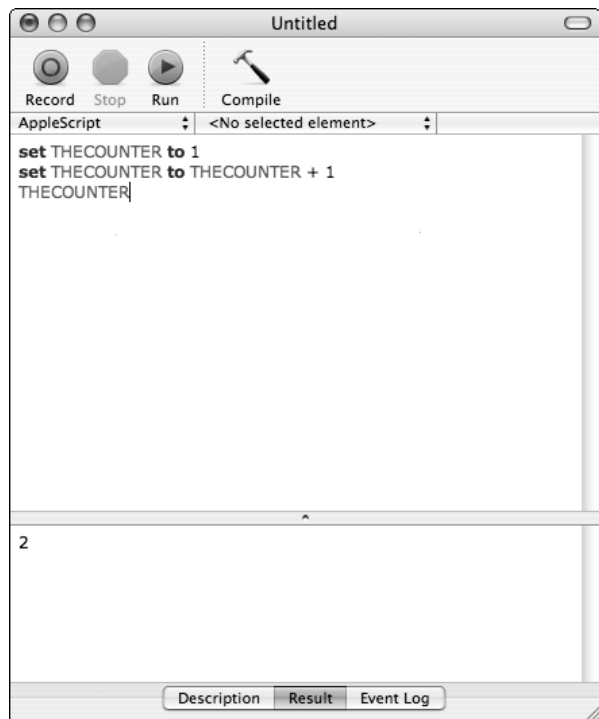 Untitled
Record Stop Run Compile
AppleScript <No selected element>
set THECOUNTER to 1
set THECOUNTER to THECOUNTER + 1
THECOUNTER
2
Description Result Event Log